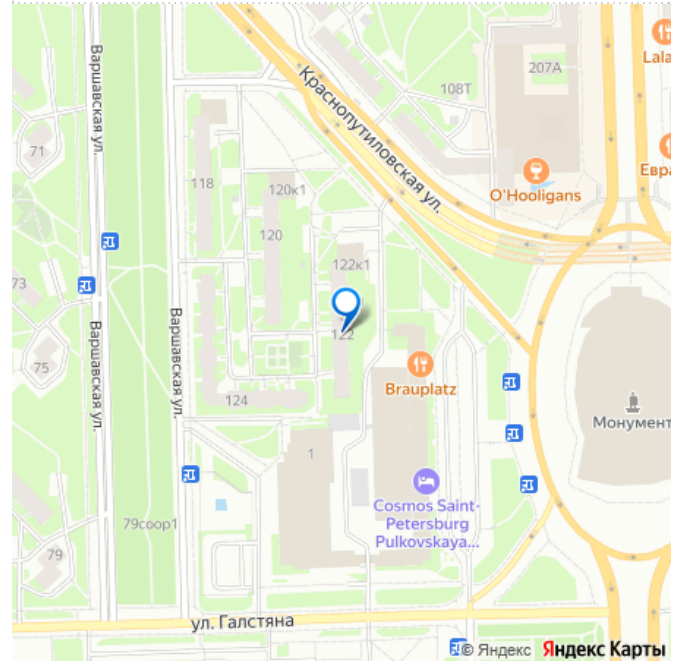 Варшавская ул.
Краснопутиловская ул.
207А
Lala
108Т
71
O'Hooligans
Евра
118
120к1
120
122к1
73
122
Варшавская ул.
Варшавская ул.
75
Brauplatz
124
Монумент
1
Cosmos Saint-
Petersburg
Pulkovskaya...
79соор1
79
ул. Галстяна
© Яндекс Яндекс Карты